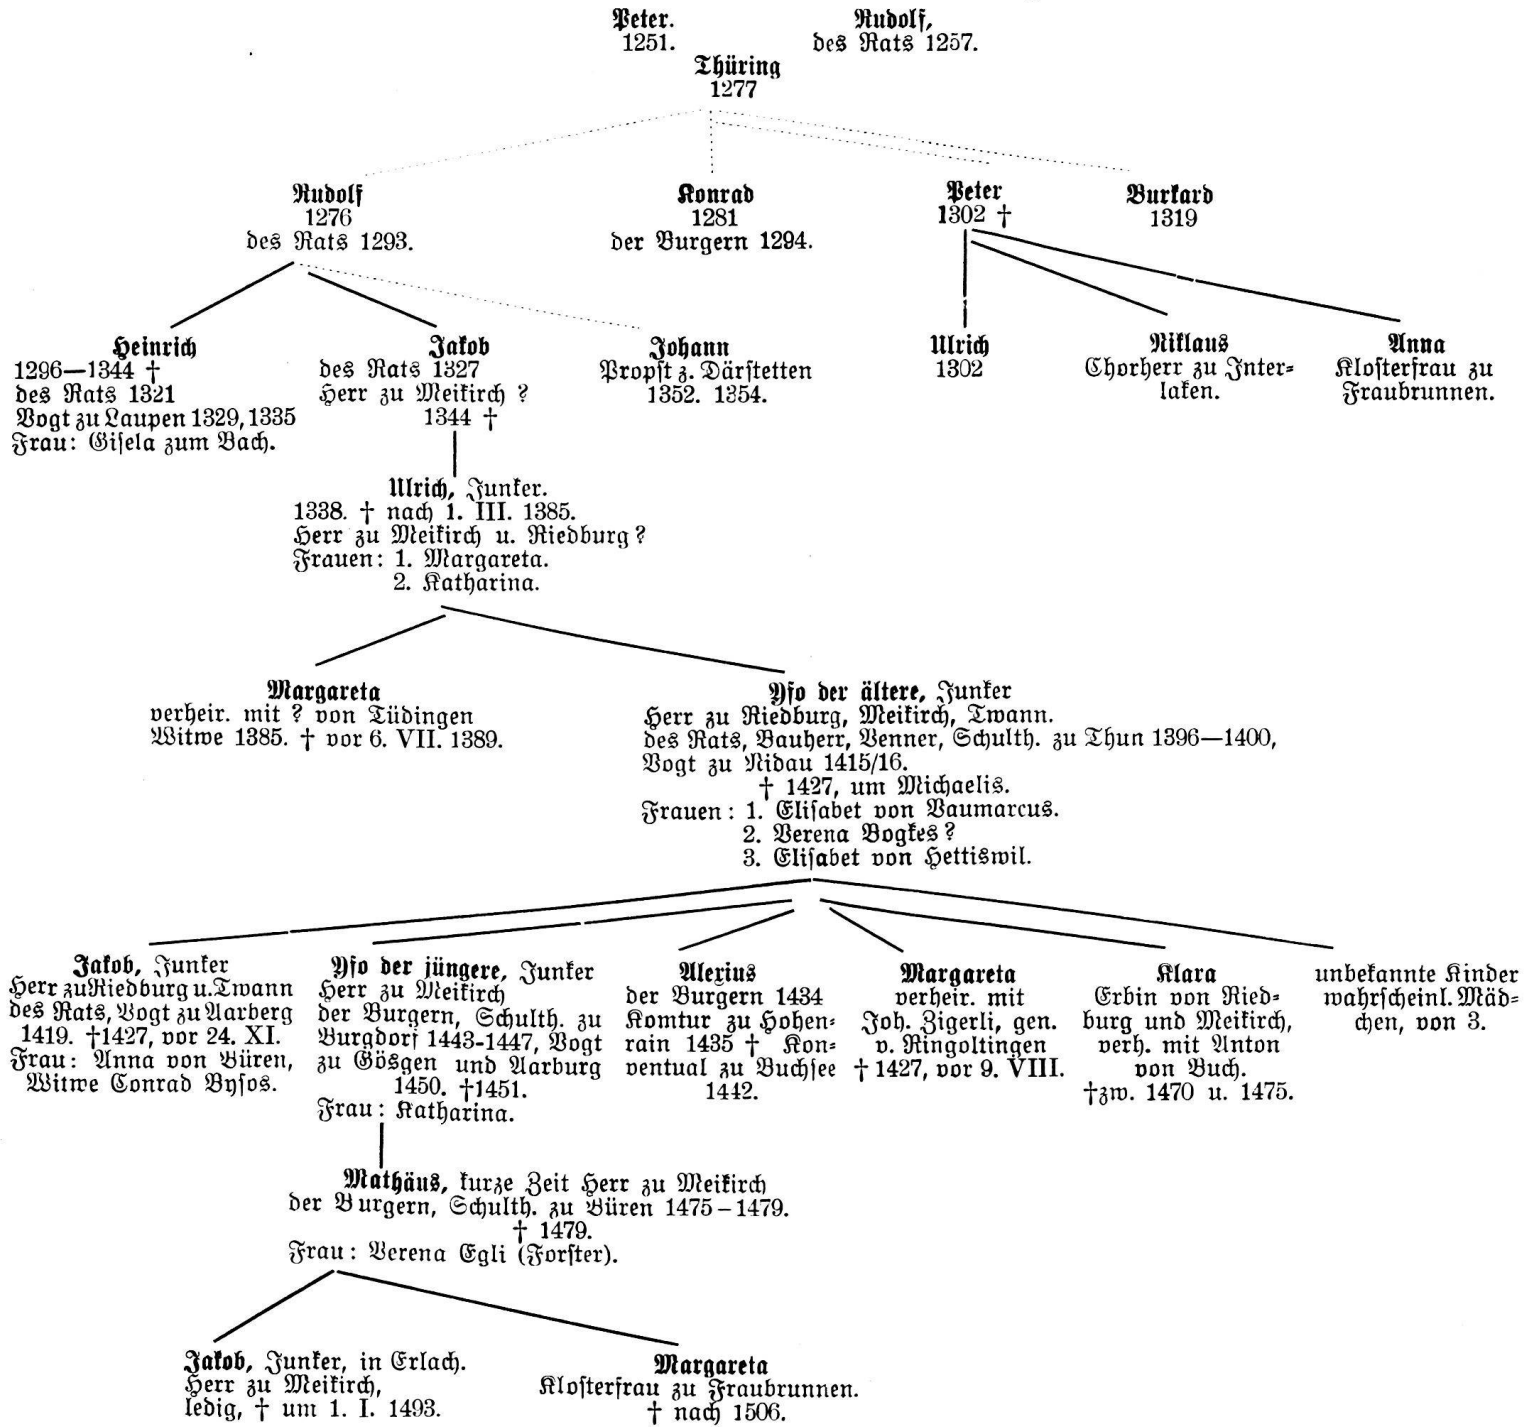 Peter.
1251.
Rudolf,
des Rats 1257.
Thüring
1277
Rudolf
1276
des Rats 1293.
Konrad
1281
der Burgern 1294.
Peter
1302 †
Burkard
1319
Heinrich
1296—1344 †
des Rats 1321
Vogt zu Laupen 1329, 1335
Frau: Gisela zum Bach.
Jakob
des Rats 1327
Herr zu Meikirch ?
1344 †
Johann
Propst z. Därstetten
1352. 1354.
Ulrich
1302
Niklaus
Chorherr zu Inter-
laken.
Anna
Klosterfrau zu
Fraubrunnen.
Ulrich, Junker.
1338. † nach 1. III. 1385.
Herr zu Meikirch u. Riedburg ?
Frauen: 1. Margareta.
2. Katharina.
Margareta
verheir. mit ? von Tüdingen
Witwe 1385. † vor 6. VII. 1389.
Yso der ältere, Junker
Herr zu Riedburg, Meikirch, Twann.
des Rats, Bauherr, Venner, Schulth. zu Thun 1396—1400,
Vogt zu Nidau 1415/16.
† 1427, um Michaelis.
Frauen: 1. Elisabet von Vaumarcus.
2. Verena Bogkes ?
3. Elisabet von Hettiswil.
Jakob, Junker
Herr zu Riedburg u. Twann
des Rats, Vogt zu Aarberg
1419. †1427, vor 24. XI.
Frau: Anna von Büren,
Witwe Conrad Bysos.
Yso der jüngere, Junker
Herr zu Meikirch
der Burgern, Schulth. zu
Burgdorf 1443-1447, Vogt
zu Gösgen und Aarburg
1450. †1451.
Frau: Katharina.
Alexius
der Burgern 1434
Komtur zu Hohen-
rain 1435 † Kon-
ventual zu Buchsee
1442.
Margareta
verheir. mit
Joh. Zigerli, gen.
v. Ringoltingen
† 1427, vor 9. VIII.
Klara
Erbin von Ried-
burg und Meikirch,
verh. mit Anton
von Buch.
†zw. 1470 u. 1475.
unbekannte Kinder
wahrscheinl. Mäd-
chen, von 3.
Mathäus, kurze Zeit Herr zu Meikirch
der Burgern, Schulth. zu Büren 1475–1479.
† 1479.
Frau: Verena Egli (Forster).
Jakob, Junker, in Erlach.
Herr zu Meikirch,
ledig, † um 1. I. 1493.
Margareta
Klosterfrau zu Fraubrunnen.
† nach 1506.